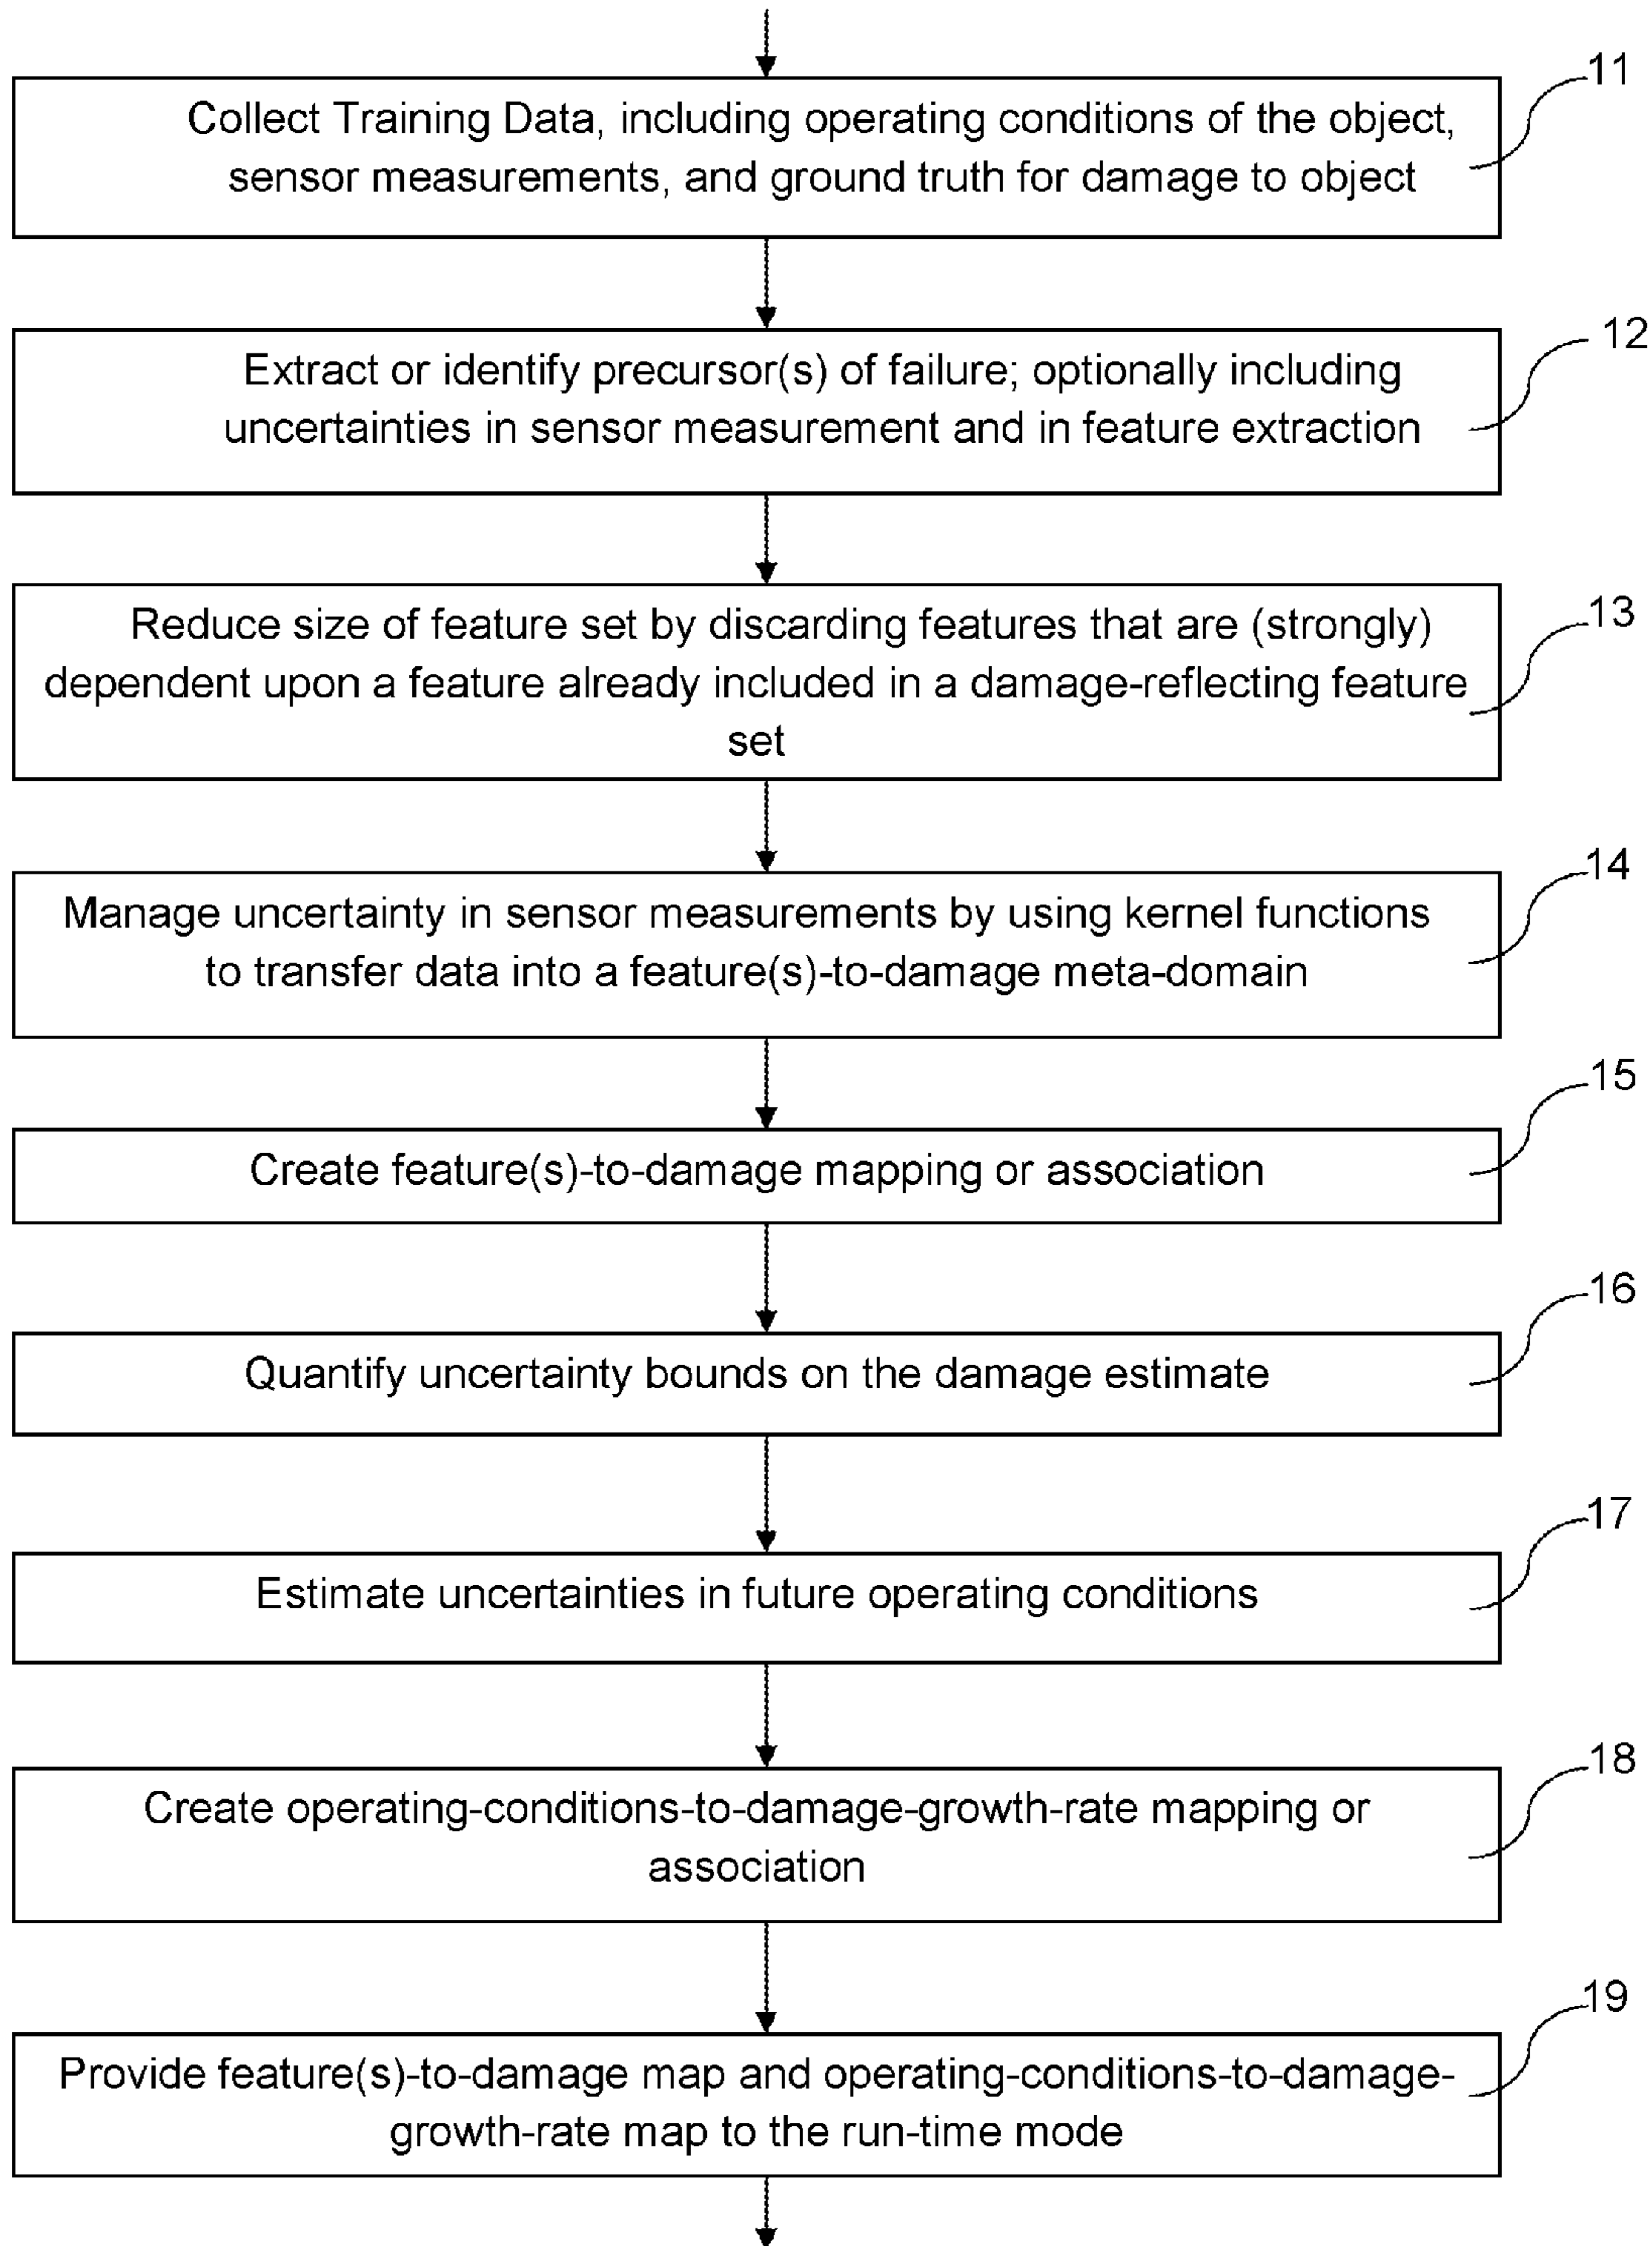 11
Collect Training Data, including operating conditions of the object,
sensor measurements, and ground truth for damage to object
12
Extract or identify precursor(s) of failure; optionally including
uncertainties in sensor measurement and in feature extraction
13
Reduce size of feature set by discarding features that are (strongly)
dependent upon a feature already included in a damage-reflecting feature
set
14
Manage uncertainty in sensor measurements by using kernel functions
to transfer data into a feature(s)-to-damage meta-domain
15
Create feature(s)-to-damage mapping or association
16
Quantify uncertainty bounds on the damage estimate
17
Estimate uncertainties in future operating conditions
18
Create operating-conditions-to-damage-growth-rate mapping or
association
19
Provide feature(s)-to-damage map and operating-conditions-to-damage-
growth-rate map to the run-time mode